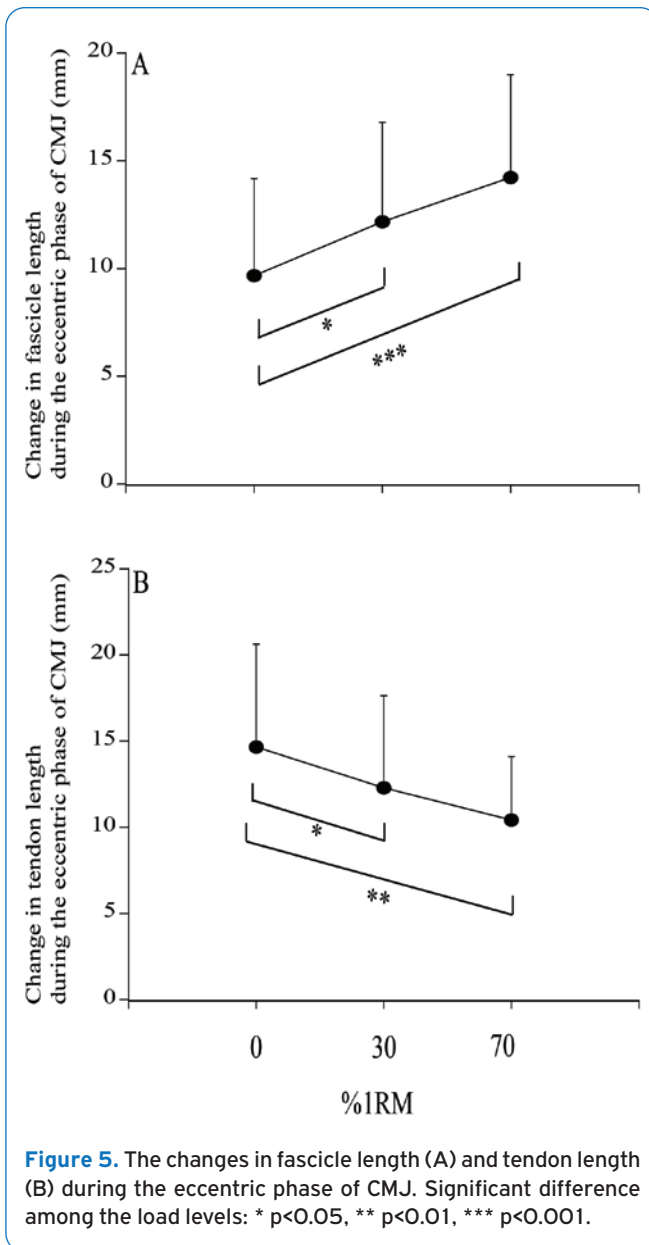 A
Change in fascicle length
during the eccentric phase of CMJ (mm)
20
15
10
5
0
*
***
B
Change in tendon length
during the eccentric phase of CMJ (mm)
25
20
15
10
5
0
*
**
0 30 70
%1RM
Figure 5. The changes in fascicle length (A) and tendon length
(B) during the eccentric phase of CMJ. Significant difference
among the load levels: * p<0.05, ** p<0.01, *** p<0.001.